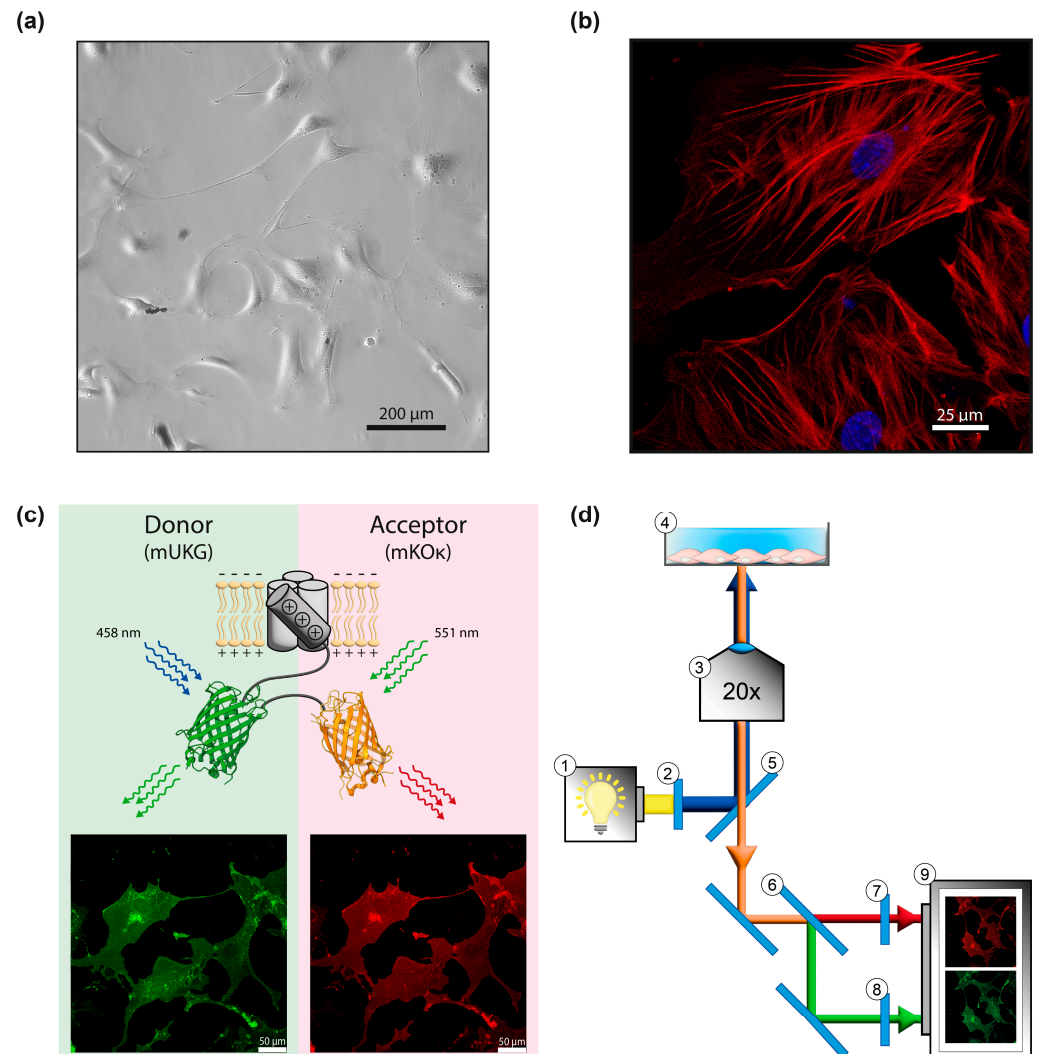 (a)
200 µm
(b)
25 µm
(c)
Donor
(mUKG)
Acceptor
(mKOκ)
- - - -
- - - -
+ + +
+ + + +
+ + + +
458 nm
551 nm
50 µm
50 µm
(d)
4
3
20x
5
1
2
6
7
9
8